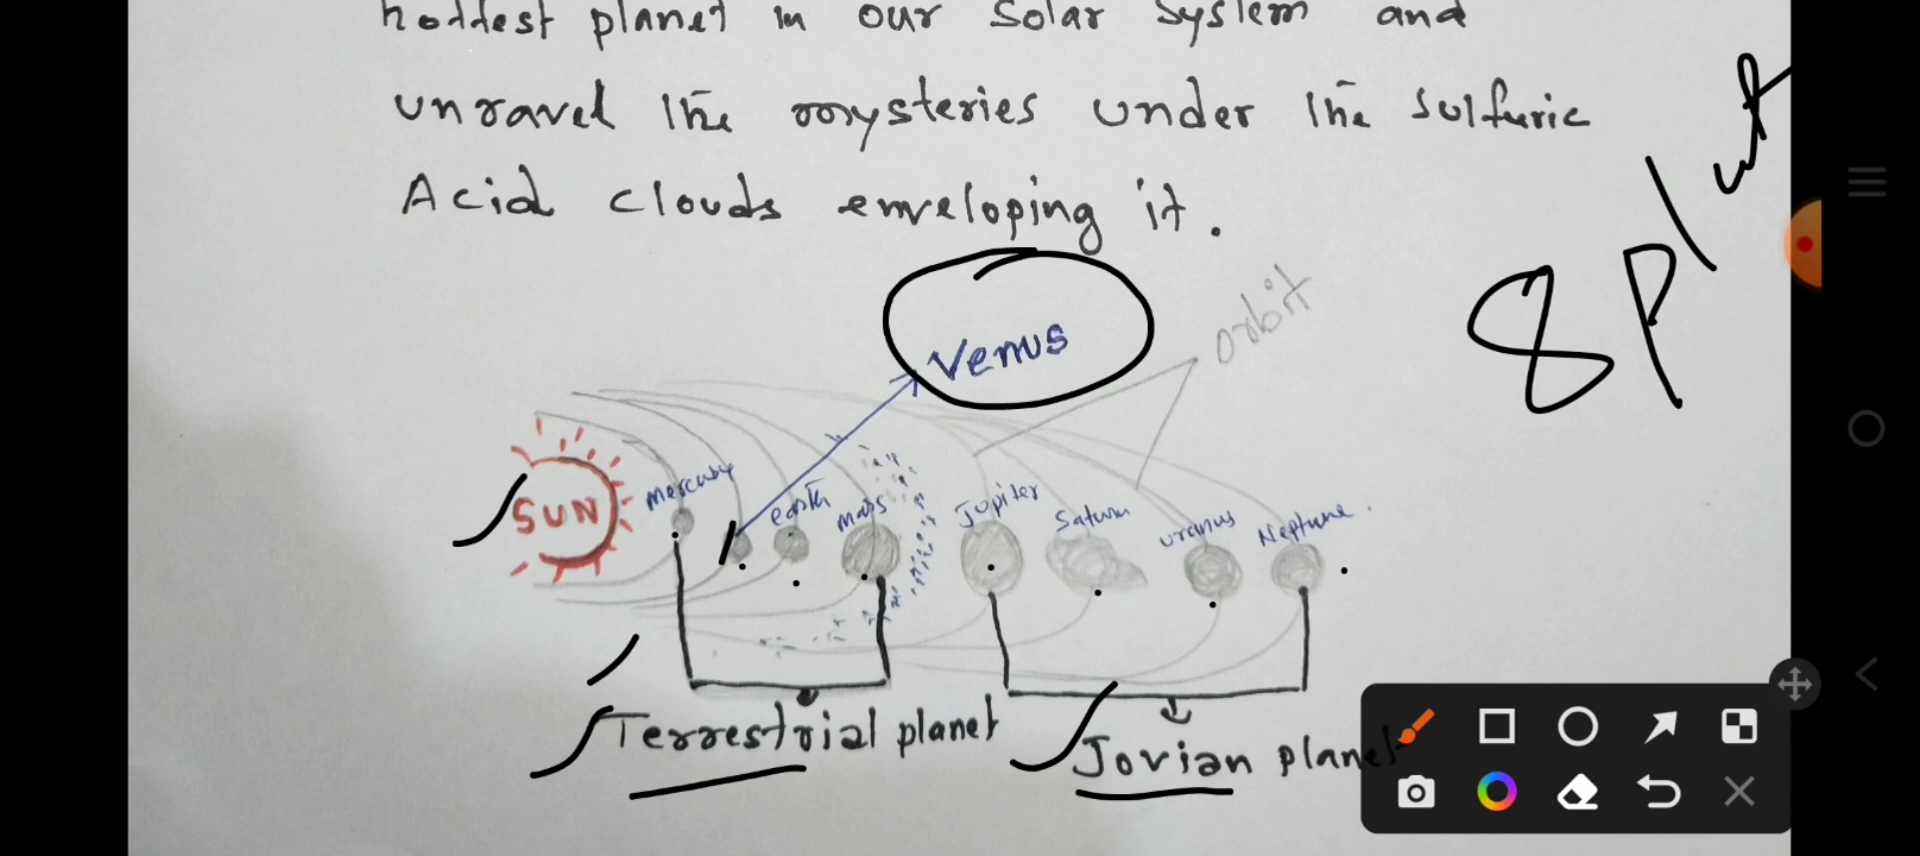 hottest planet in our Solar System and
unravel the mysteries under the Sulfuric
Acid clouds enveloping it.
8 Plut
Venus
orbit
SUN
mercury
earth
mars
Jupiter
Saturn
uranus
Neptune
Terrestrial planet
Jovian planet